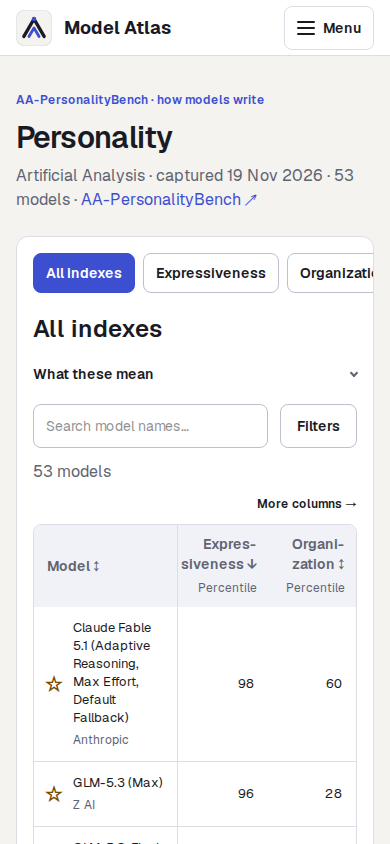 Model Atlas
Menu
AA-PersonalityBench · how models write
Personality
Artificial Analysis · captured 19 Nov 2026 · 53
models · AA-PersonalityBench ↗
All indexes
Expressiveness
Organizatio
All indexes
What these mean
Search model names…
Filters
53 models
More columns →
Model ↕
Expres-
siveness ↓
Percentile
Organi-
zation ↕
Percentile
Claude Fable
5.1 (Adaptive
Reasoning,
Max Effort,
Default
Fallback)
Anthropic
98
60
GLM-5.3 (Max)
Z AI
96
28